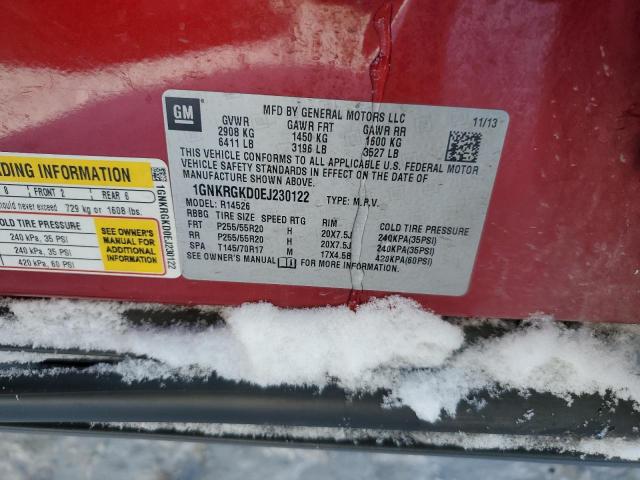 GM
MFD BY GENERAL MOTORS LLC
11/13
GVWR GAWR FRT GAWR RR
2908 KG 1450 KG 1600 KG
6411 LB 3196 LB 3527 LB
THIS VEHICLE CONFORMS TO ALL APPLICABLE U.S. FEDERAL MOTOR
VEHICLE SAFETY STANDARDS IN EFFECT ON THE DATE OF
MANUFACTURE SHOWN ABOVE.
1GNKRGKD0EJ230122 TYPE: M.P.V.
MODEL: R14526
RBBG TIRE SIZE SPEED RTG RIM COLD TIRE PRESSURE
FRT P255/55R20 H 20X7.5J 240KPA(35PSI)
RR P255/55R20 H 20X7.5J 240KPA(35PSI)
SPA T145/70R17 M 17X4.5B 420KPA(60PSI)
SEE OWNER'S MANUAL FOR MORE INFORMATION.
ADING INFORMATION
8 FRONT 2 REAR 6
should never exceed 729 kg or 1608 lbs.
COLD TIRE PRESSURE
240 kPa, 35 PSI
240 kPa, 35 PSI
420 kPa, 60 PSI
SEE OWNER'S
MANUAL FOR
ADDITIONAL
INFORMATION
1GNKRGKD0EJ230122